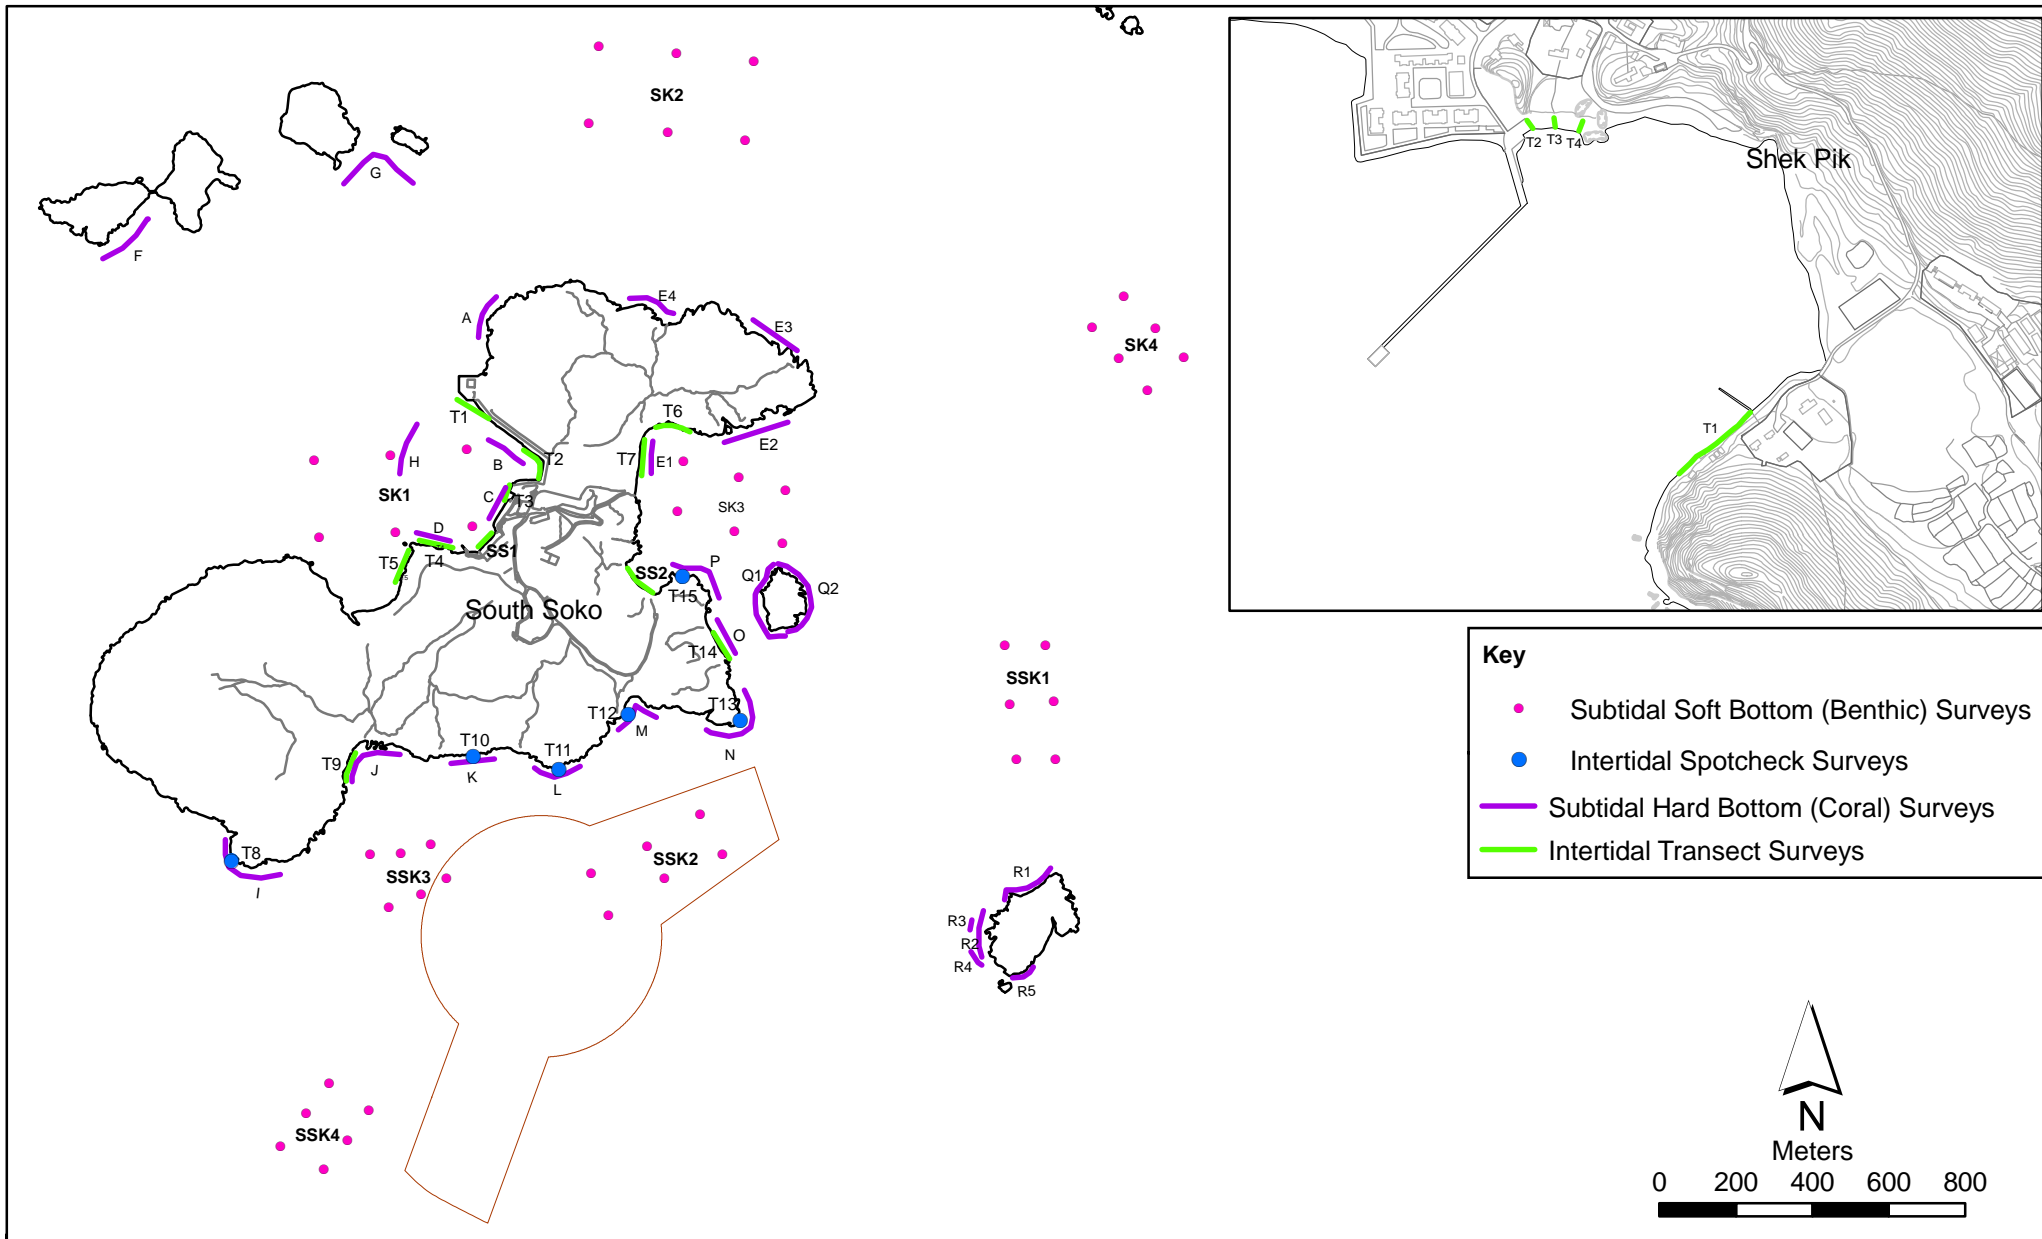 SK2
G
F
A
E4
E3
SK4
T1
T6
E2
B
T2
T7
E1
H
SK1
C
T3
SK3
D
T5
T4
SS1
SS2
P
T15
Q1
Q2
South Soko
O
T14
SSK1
T12
M
T13
N
T9
J
T10
K
T11
L
T8
I
SSK3
SSK2
R1
R3
R2
R4
R5
SSK4
T2
T3
T4
Shek Pik
T1
Key
Subtidal Soft Bottom (Benthic) Surveys
Intertidal Spotcheck Surveys
Subtidal Hard Bottom (Coral) Surveys
Intertidal Transect Surveys
N
Meters
0 200 400 600 800